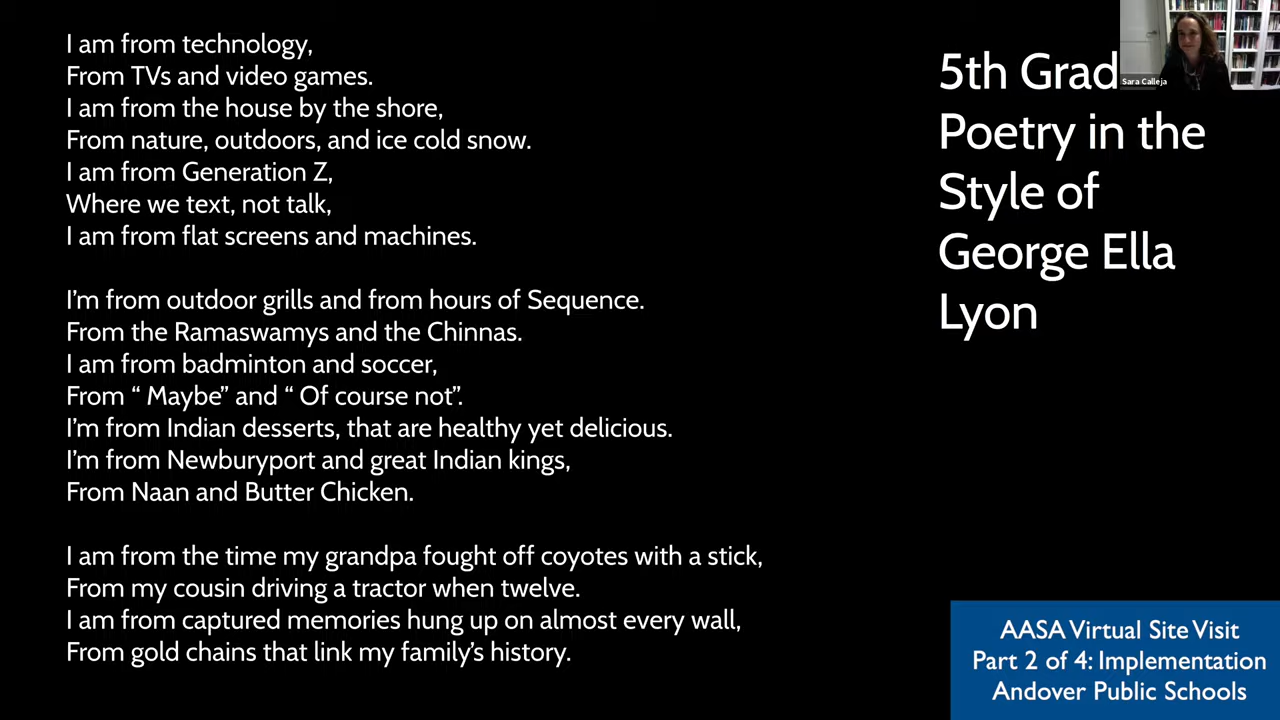 I am from technology,
From TVs and video games.
I am from the house by the shore,
From nature, outdoors, and ice cold snow.
I am from Generation Z,
Where we text, not talk,
I am from flat screens and machines.
I'm from outdoor grills and from hours of Sequence.
From the Ramaswamys and the Chinnas.
I am from badminton and soccer,
From “ Maybe” and “ Of course not”.
I'm from Indian desserts, that are healthy yet delicious.
I'm from Newburyport and great Indian kings,
From Naan and Butter Chicken.
I am from the time my grandpa fought off coyotes with a stick,
From my cousin driving a tractor when twelve.
I am from captured memories hung up on almost every wall,
From gold chains that link my family's history.
5th Grad
Poetry in the
Style of
George Ella
Lyon
Sara Calleja
AASA Virtual Site Visit
Part 2 of 4: Implementation
Andover Public Schools